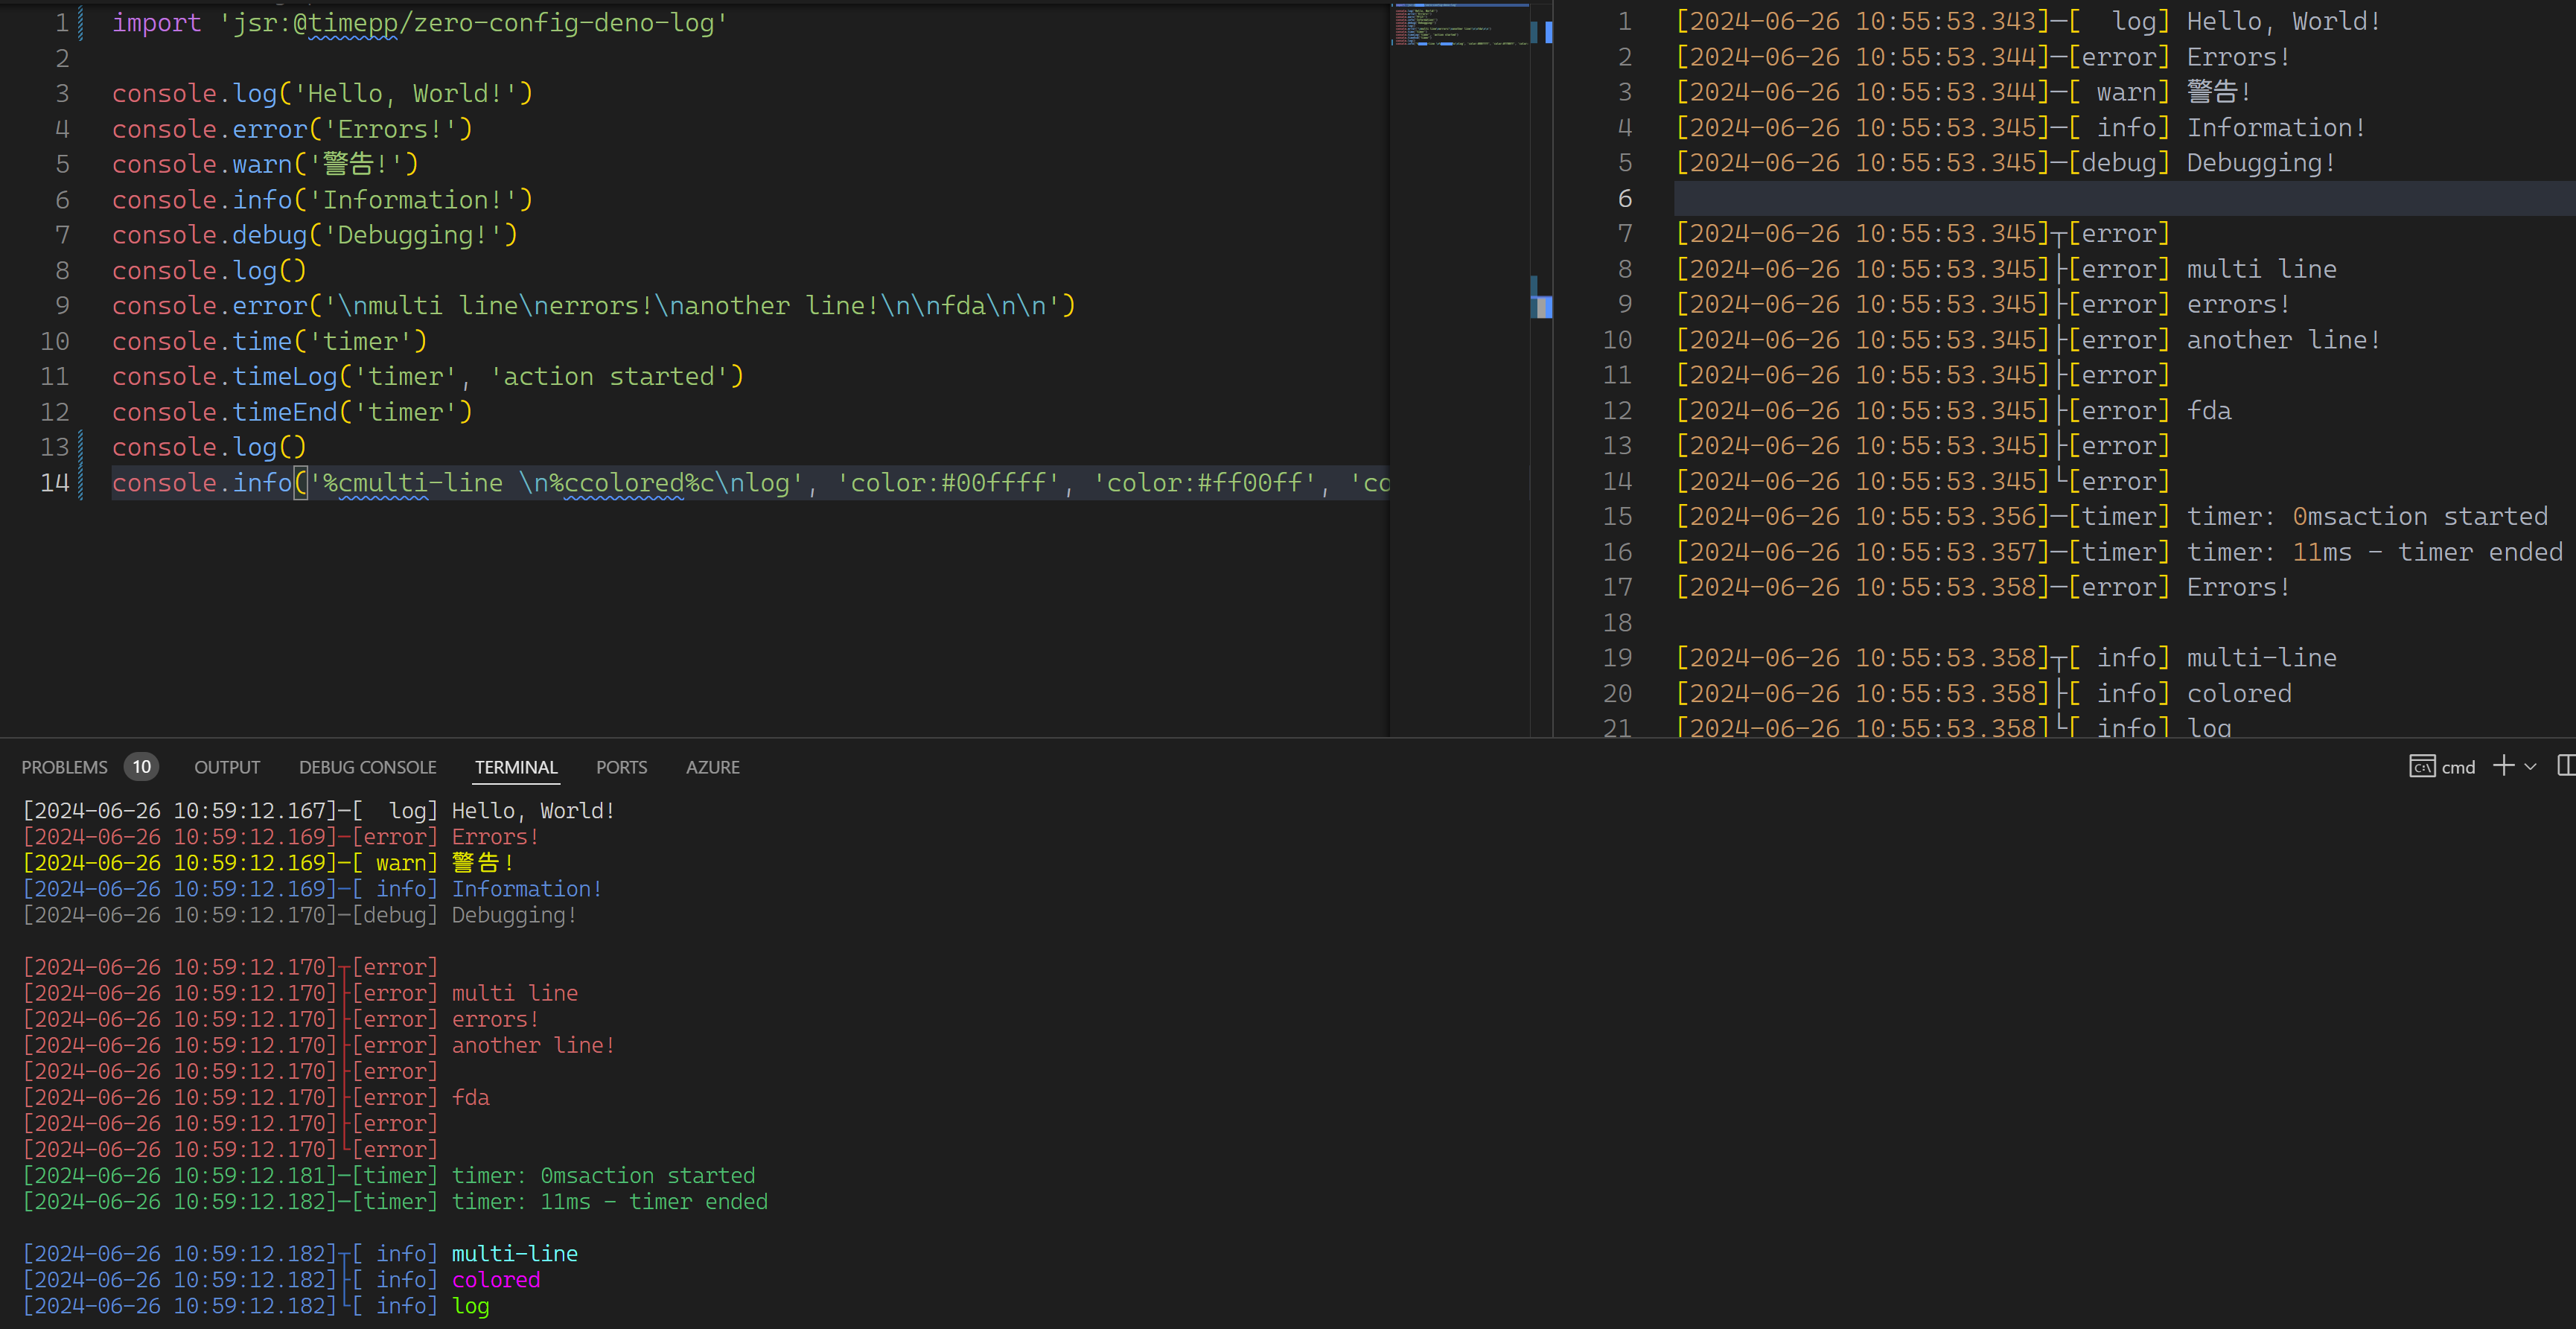 1 import 'jsr:@timepp/zero-config-deno-log'
2
3 console.log('Hello, World!')
4 console.error('Errors!')
5 console.warn('警告!')
6 console.info('Information!')
7 console.debug('Debugging!')
8 console.log()
9 console.error('\nmulti line\nerrors!\nanother line!\n\nfda\n\n')
10 console.time('timer')
11 console.timeLog('timer', 'action started')
12 console.timeEnd('timer')
13 console.log()
14 console.info('%cmulti-line \n%ccolored%c\nlog', 'color:#00ffff', 'color:#ff00ff', 'co
1 [2024-06-26 10:55:53.343]─[  log] Hello, World!
2 [2024-06-26 10:55:53.344]─[error] Errors!
3 [2024-06-26 10:55:53.344]─[ warn] 警告!
4 [2024-06-26 10:55:53.345]─[ info] Information!
5 [2024-06-26 10:55:53.345]─[debug] Debugging!
6
7 [2024-06-26 10:55:53.345]┬[error]
8 [2024-06-26 10:55:53.345]├[error] multi line
9 [2024-06-26 10:55:53.345]├[error] errors!
10 [2024-06-26 10:55:53.345]├[error] another line!
11 [2024-06-26 10:55:53.345]├[error]
12 [2024-06-26 10:55:53.345]├[error] fda
13 [2024-06-26 10:55:53.345]├[error]
14 [2024-06-26 10:55:53.345]└[error]
15 [2024-06-26 10:55:53.356]─[timer] timer: 0msaction started
16 [2024-06-26 10:55:53.357]─[timer] timer: 11ms - timer ended
17 [2024-06-26 10:55:53.358]─[error] Errors!
18
19 [2024-06-26 10:55:53.358]┬[ info] multi-line
20 [2024-06-26 10:55:53.358]├[ info] colored
21 [2024-06-26 10:55:53.358]└[ info] log
PROBLEMS 10 OUTPUT DEBUG CONSOLE TERMINAL PORTS AZURE cmd
[2024-06-26 10:59:12.167]─[  log] Hello, World!
[2024-06-26 10:59:12.169]─[error] Errors!
[2024-06-26 10:59:12.169]─[ warn] 警告!
[2024-06-26 10:59:12.169]─[ info] Information!
[2024-06-26 10:59:12.170]─[debug] Debugging!

[2024-06-26 10:59:12.170]┬[error]
[2024-06-26 10:59:12.170]├[error] multi line
[2024-06-26 10:59:12.170]├[error] errors!
[2024-06-26 10:59:12.170]├[error] another line!
[2024-06-26 10:59:12.170]├[error]
[2024-06-26 10:59:12.170]├[error] fda
[2024-06-26 10:59:12.170]├[error]
[2024-06-26 10:59:12.170]└[error]
[2024-06-26 10:59:12.181]─[timer] timer: 0msaction started
[2024-06-26 10:59:12.182]─[timer] timer: 11ms - timer ended

[2024-06-26 10:59:12.182]┬[ info] multi-line
[2024-06-26 10:59:12.182]├[ info] colored
[2024-06-26 10:59:12.182]└[ info] log